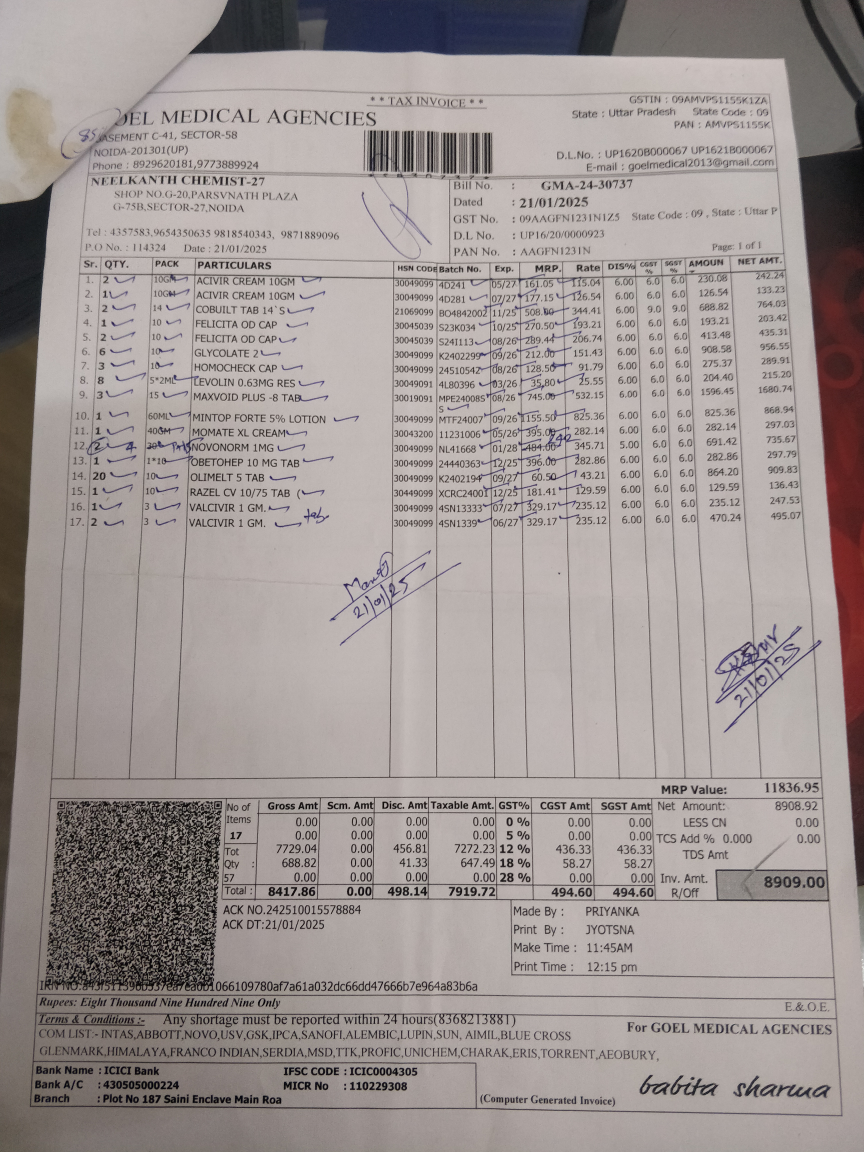 * * TAX INVOICE * *
GSTIN : 09AMVPS1155K1ZA
OEL MEDICAL AGENCIES
State : Uttar Pradesh State Code : 09
PAN : AMVPS1155K
85
ASEMENT C-41, SECTOR-58
NOIDA-201301(UP)
Phone : 8929620181,9773889924
D.L.No. : UP1620B000067 UP1621B000067
E-mail : goelmedical2013@gmail.com
NEELKANTH CHEMIST-27
SHOP NO.G-20,PARSVNATH PLAZA
G-75B,SECTOR-27,NOIDA
Tel : 4357583,9654350635 9818540343, 9871889096
P.O No. : 114324 Date : 21/01/2025
Bill No. : GMA-24-30737
Dated : 21/01/2025
GST No. : 09AAGFN1231N1Z5 State Code : 09 , State : Uttar P
D.L No. : UP16/20/0000923
PAN No. : AAGFN1231N
Page: 1 of 1
Sr. QTY. PACK PARTICULARS HSN CODE Batch No. Exp. MRP. Rate DIS% CGST % SGST % AMOUN NET AMT.
1. 2 10GM ACIVIR CREAM 10GM 30049099 4D241 05/27 161.05 115.04 6.00 6.0 6.0 230.08 242.24
2. 1 10GM ACIVIR CREAM 10GM 30049099 4D281 07/27 177.15 126.54 6.00 6.0 6.0 126.54 133.23
3. 2 14 COBUILT TAB 14`S 21069099 BO4842002 11/25 508.00 344.41 6.00 9.0 9.0 688.82 764.03
4. 1 10 FELICITA OD CAP 30045039 S23K034 10/25 270.50 193.21 6.00 6.0 6.0 193.21 203.42
5. 2 10 FELICITA OD CAP 30045039 S24I113 08/26 289.44 206.74 6.00 6.0 6.0 413.48 435.31
6. 6 10 GLYCOLATE 2 30049099 K2402299 09/26 212.00 151.43 6.00 6.0 6.0 908.58 956.55
7. 3 10 HOMOCHECK CAP 30049099 24510542 08/26 128.50 91.79 6.00 6.0 6.0 275.37 289.91
8. 8 5*2ML LEVOLIN 0.63MG RES 30049091 4L80396 03/26 35.80 25.55 6.00 6.0 6.0 204.40 215.20
9. 3 15 MAXVOID PLUS -8 TAB 30019091 MPE24008S 08/26 745.00 532.15 6.00 6.0 6.0 1596.45 1680.74
S
10. 1 60ML MINTOP FORTE 5% LOTION 30049099 MTF24007 09/26 1155.50 825.36 6.00 6.0 6.0 825.36 868.94
11. 1 40GM MOMATE XL CREAM 30043200 11231006 05/26 395.00 282.14 6.00 6.0 6.0 282.14 297.03
12. 2 4 NOVONORM 1MG 30049099 NL41668 01/28 484.00 345.71 5.00 6.0 6.0 691.42 735.67
13. 1 1*10 OBETOHEP 10 MG TAB 30049099 24440363 12/25 396.00 282.86 6.00 6.0 6.0 282.86 297.79
14. 20 10 OLIMELT 5 TAB 30049099 K2402194 09/27 60.50 43.21 6.00 6.0 6.0 864.20 909.83
15. 1 10 RAZEL CV 10/75 TAB ( 30049099 XCRC24001 12/25 181.41 129.59 6.00 6.0 6.0 129.59 136.43
16. 1 3 VALCIVIR 1 GM. 30049099 4SN13333 07/27 329.17 235.12 6.00 6.0 6.0 235.12 247.53
17. 2 3 VALCIVIR 1 GM. tab 30049099 4SN1339 06/27 329.17 235.12 6.00 6.0 6.0 470.24 495.07
21/01/25
21/01/25
MRP Value: 11836.95
No of Items Gross Amt Scm. Amt Disc. Amt Taxable Amt. GST% CGST Amt SGST Amt
17
0.00 0.00 0.00 0.00 0 % 0.00 0.00
0.00 0.00 0.00 0.00 5 % 0.00 0.00
Tot 7729.04 0.00 456.81 7272.23 12 % 436.33 436.33
Qty : 688.82 0.00 41.33 647.49 18 % 58.27 58.27
57 0.00 0.00 0.00 0.00 28 % 0.00 0.00
Total : 8417.86 0.00 498.14 7919.72 494.60 494.60
Net Amount: 8908.92
LESS CN 0.00
TCS Add % 0.000 0.00
TDS Amt
Inv. Amt. 8909.00
R/Off
ACK NO.242510015578884
ACK DT:21/01/2025
Made By : PRIYANKA
Print By : JYOTSNA
Make Time : 11:45AM
Print Time : 12:15 pm
Rupees: Eight Thousand Nine Hundred Nine Only
E.&O.E.
Terms & Conditions :- Any shortage must be reported within 24 hours(8368213881)
COM LIST:- INTAS,ABBOTT,NOVO,USV,GSK,IPCA,SANOFI,ALEMBIC,LUPIN,SUN, AIMIL,BLUE CROSS
GLENMARK,HIMALAYA,FRANCO INDIAN,SERDIA,MSD,TTK,PROFIC,UNICHEM,CHARAK,ERIS,TORRENT,AEOBURY,
For GOEL MEDICAL AGENCIES
Bank Name : ICICI Bank IFSC CODE : ICIC0004305
Bank A/C : 430505000224 MICR No : 110229308
Branch : Plot No 187 Saini Enclave Main Roa
(Computer Generated Invoice)
babita sharma